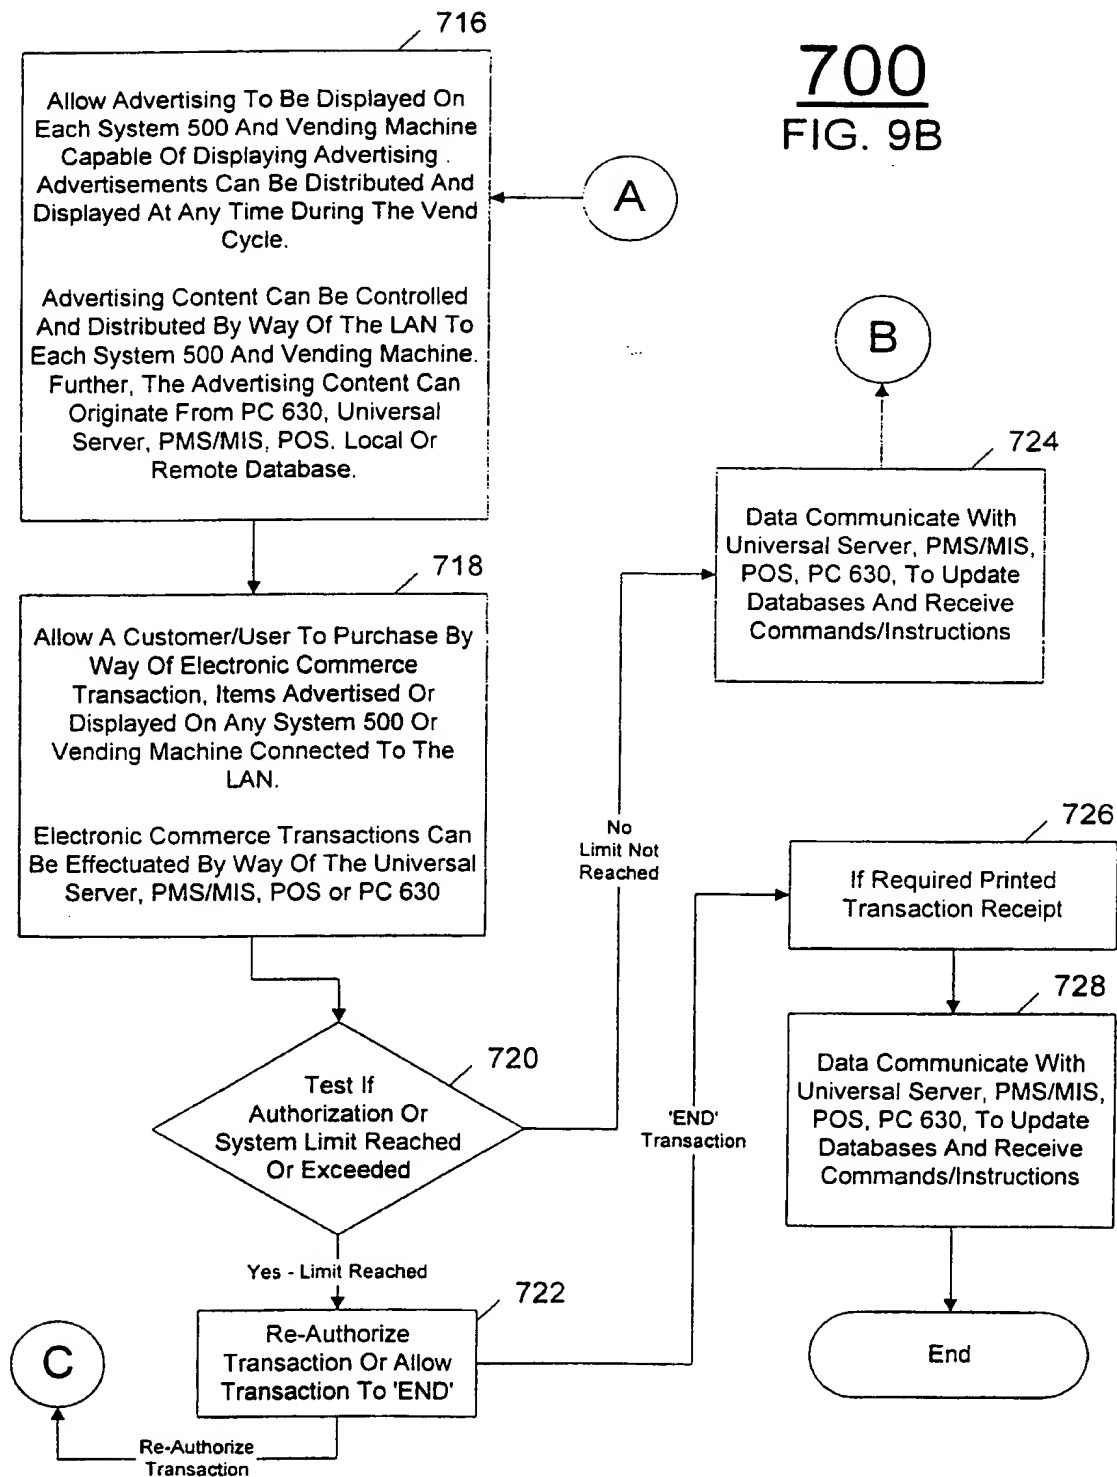 716
700
FIG. 9B
Allow Advertising To Be Displayed On
Each System 500 And Vending Machine
Capable Of Displaying Advertising .
Advertisements Can Be Distributed And
Displayed At Any Time During The Vend
Cycle.
Advertising Content Can Be Controlled
And Distributed By Way Of The LAN To
Each System 500 And Vending Machine.
Further, The Advertising Content Can
Originate From PC 630, Universal
Server, PMS/MIS, POS. Local Or
Remote Database.
A
B
724
Data Communicate With
Universal Server, PMS/MIS,
POS, PC 630, To Update
Databases And Receive
Commands/Instructions
718
Allow A Customer/User To Purchase By
Way Of Electronic Commerce
Transaction, Items Advertised Or
Displayed On Any System 500 Or
Vending Machine Connected To The
LAN.
Electronic Commerce Transactions Can
Be Effectuated By Way Of The Universal
Server, PMS/MIS, POS or PC 630
No
Limit Not
Reached
726
If Required Printed
Transaction Receipt
728
Data Communicate With
Universal Server, PMS/MIS,
POS, PC 630, To Update
Databases And Receive
Commands/Instructions
720
Test If
Authorization Or
System Limit Reached
Or Exceeded
'END'
Transaction
Yes - Limit Reached
722
Re-Authorize
Transaction Or Allow
Transaction To 'END'
C
Re-Authorize
Transaction
End